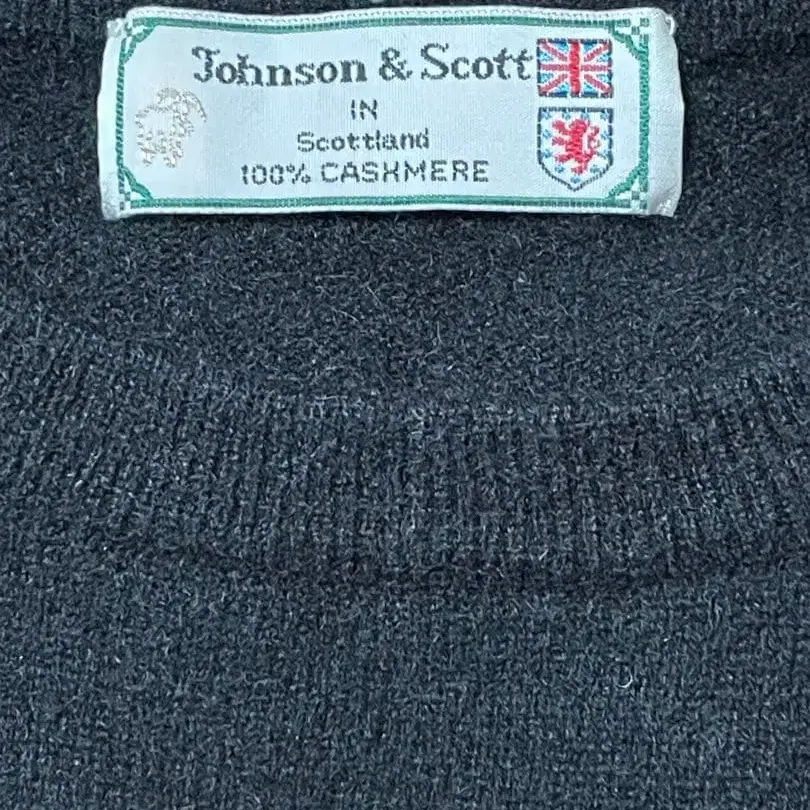 Johnson & Scott
IN
Scottland
100% CASHMERE